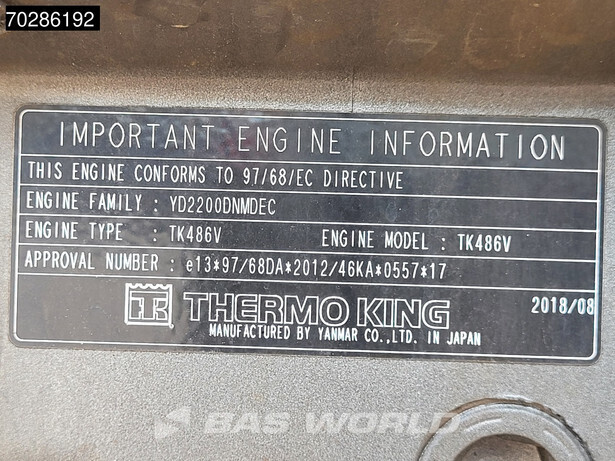 70286192
IMPORTANT ENGINE INFORMATION
THIS ENGINE CONFORMS TO 97/68/EC DIRECTIVE
ENGINE FAMILY : YD2200DNMDEC
ENGINE TYPE : TK486V ENGINE MODEL : TK486V
APPROVAL NUMBER : e13*97/68DA*2012/46KA*0557*17
TK THERMO KING 2018/08
MANUFACTURED BY YANMAR CO.,LTD. IN JAPAN
BAS WORLD